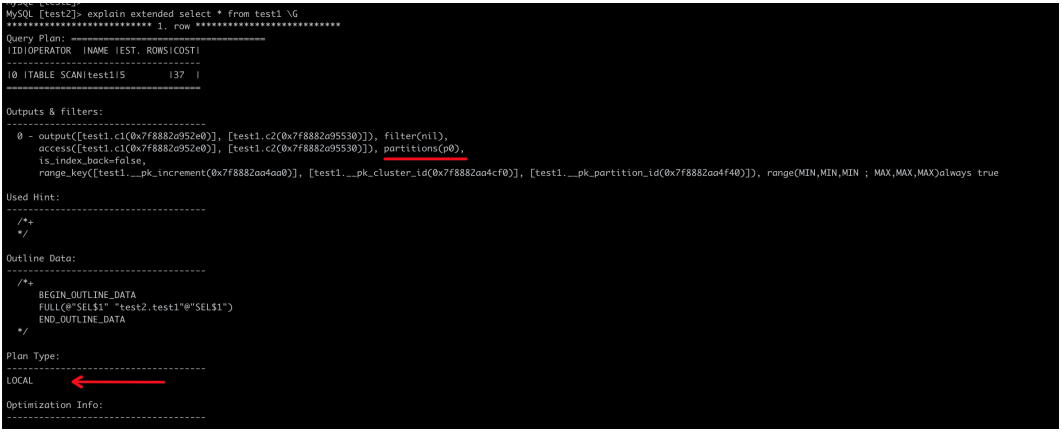 MySQL [test2]>
MySQL [test2]> explain extended select * from test1 \G
*************************** 1. row ***************************
Query Plan: =====================================
|ID|OPERATOR  |NAME |EST. ROWS|COST|
-------------------------------------
|0 |TABLE SCAN|test1|5        |37  |
=====================================
Outputs & filters:
-------------------------------------
  0 - output([test1.c1(0x7f8882a952e0)], [test1.c2(0x7f8882a95530)]), filter(nil),
      access([test1.c1(0x7f8882a952e0)], [test1.c2(0x7f8882a95530)]), partitions(p0),
      is_index_back=false,
      range_key([test1.__pk_increment(0x7f8882aa4aa0)], [test1.__pk_cluster_id(0x7f8882aa4cf0)], [test1.__pk_partition_id(0x7f8882aa4f40)]), range(MIN,MIN,MIN ; MAX,MAX,MAX)always true
Used Hint:
-------------------------------------
  /*+
  */
Outline Data:
-------------------------------------
  /*+
      BEGIN_OUTLINE_DATA
      FULL(@"SEL$1" "test2.test1"@"SEL$1")
      END_OUTLINE_DATA
  */
Plan Type:
-------------------------------------
LOCAL
Optimization Info:
-------------------------------------